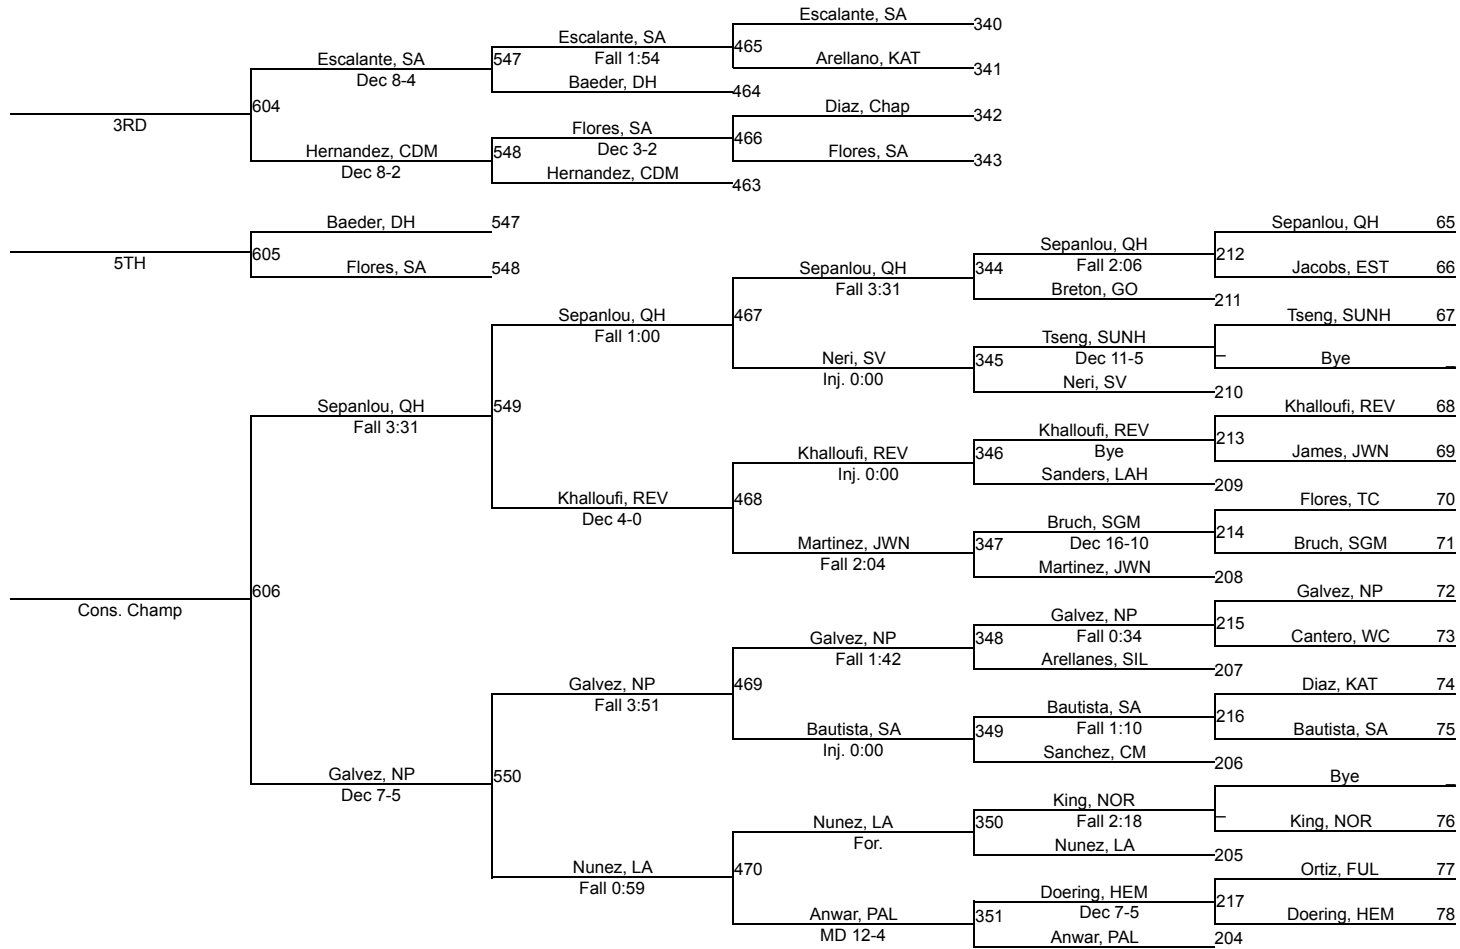 Escalante, SA
340
Escalante, SA
465
Fall 1:54
Arellano, KAT
341
Escalante, SA
547
Dec 8-4
Baeder, DH
464
604
Diaz, Chap
342
3RD
Flores, SA
466
Dec 3-2
Flores, SA
343
Hernandez, CDM
548
Dec 8-2
Hernandez, CDM
463
Baeder, DH
547
5TH
605
Flores, SA
548
Sepanlou, QH
65
Sepanlou, QH
212
Fall 2:06
Jacobs, EST
66
Sepanlou, QH
344
Fall 3:31
Breton, GO
211
Sepanlou, QH
467
Fall 1:00
Tseng, SUNH
67
Tseng, SUNH
_
Dec 11-5
Bye
_
Neri, SV
345
Inj. 0:00
Neri, SV
210
Sepanlou, QH
549
Fall 3:31
Khalloufi, REV
68
Khalloufi, REV
213
Bye
James, JWN
69
Khalloufi, REV
346
Inj. 0:00
Sanders, LAH
209
Khalloufi, REV
468
Dec 4-0
Flores, TC
70
Bruch, SGM
214
Dec 16-10
Bruch, SGM
71
Martinez, JWN
347
Fall 2:04
Martinez, JWN
208
606
Cons. Champ
Galvez, NP
72
Galvez, NP
215
Fall 0:34
Cantero, WC
73
Galvez, NP
348
Fall 1:42
Arellanes, SIL
207
Galvez, NP
469
Fall 3:51
Diaz, KAT
74
Bautista, SA
216
Fall 1:10
Bautista, SA
75
Bautista, SA
349
Inj. 0:00
Sanchez, CM
206
Galvez, NP
550
Dec 7-5
Bye
_
King, NOR
_
Fall 2:18
King, NOR
76
Nunez, LA
350
For.
Nunez, LA
205
Nunez, LA
470
Fall 0:59
Ortiz, FUL
77
Doering, HEM
217
Dec 7-5
Doering, HEM
78
Anwar, PAL
351
MD 12-4
Anwar, PAL
204